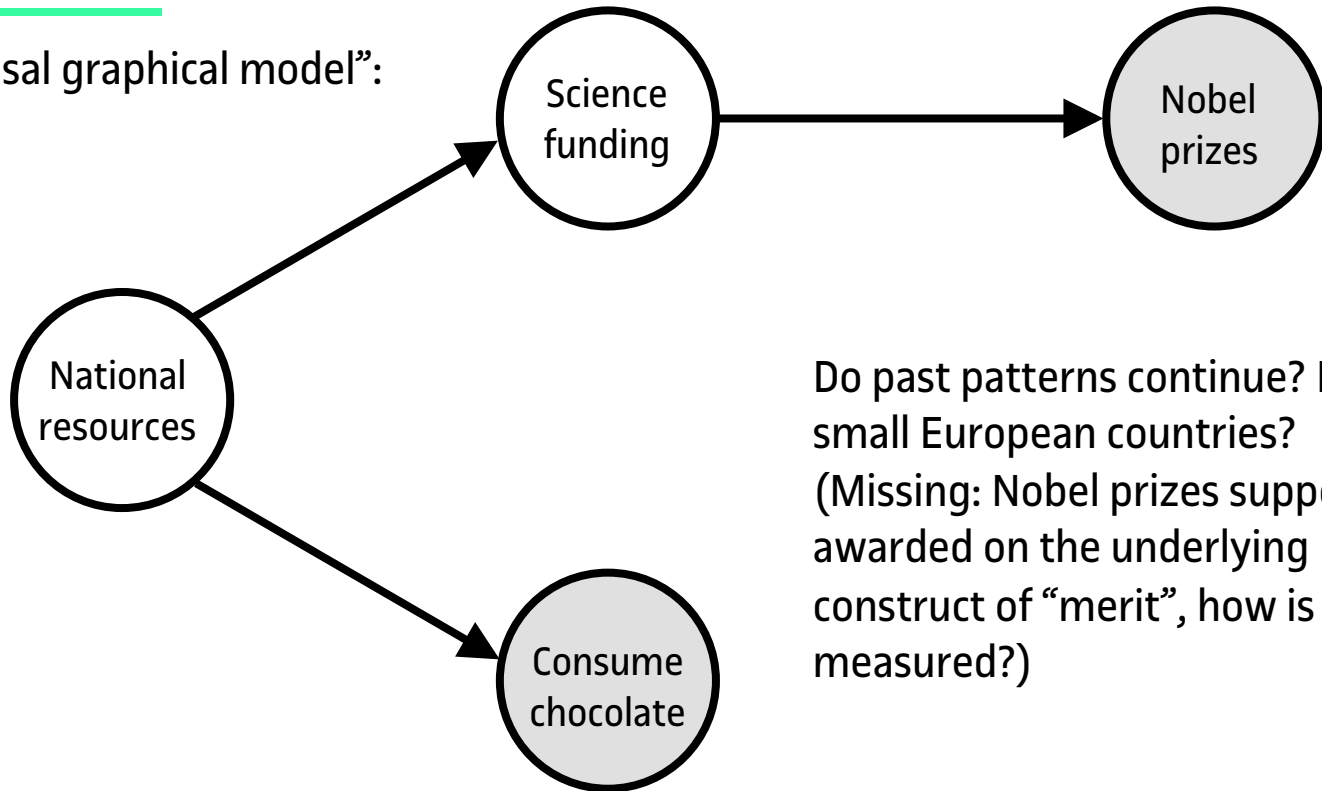 sal graphical model”:
Science
funding
Nobel
prizes
National
resources
Do past patterns continue?
small European countries?
(Missing: Nobel prizes
awarded on the underlying
construct of “merit”, how is
measured?)
Consume
chocolate